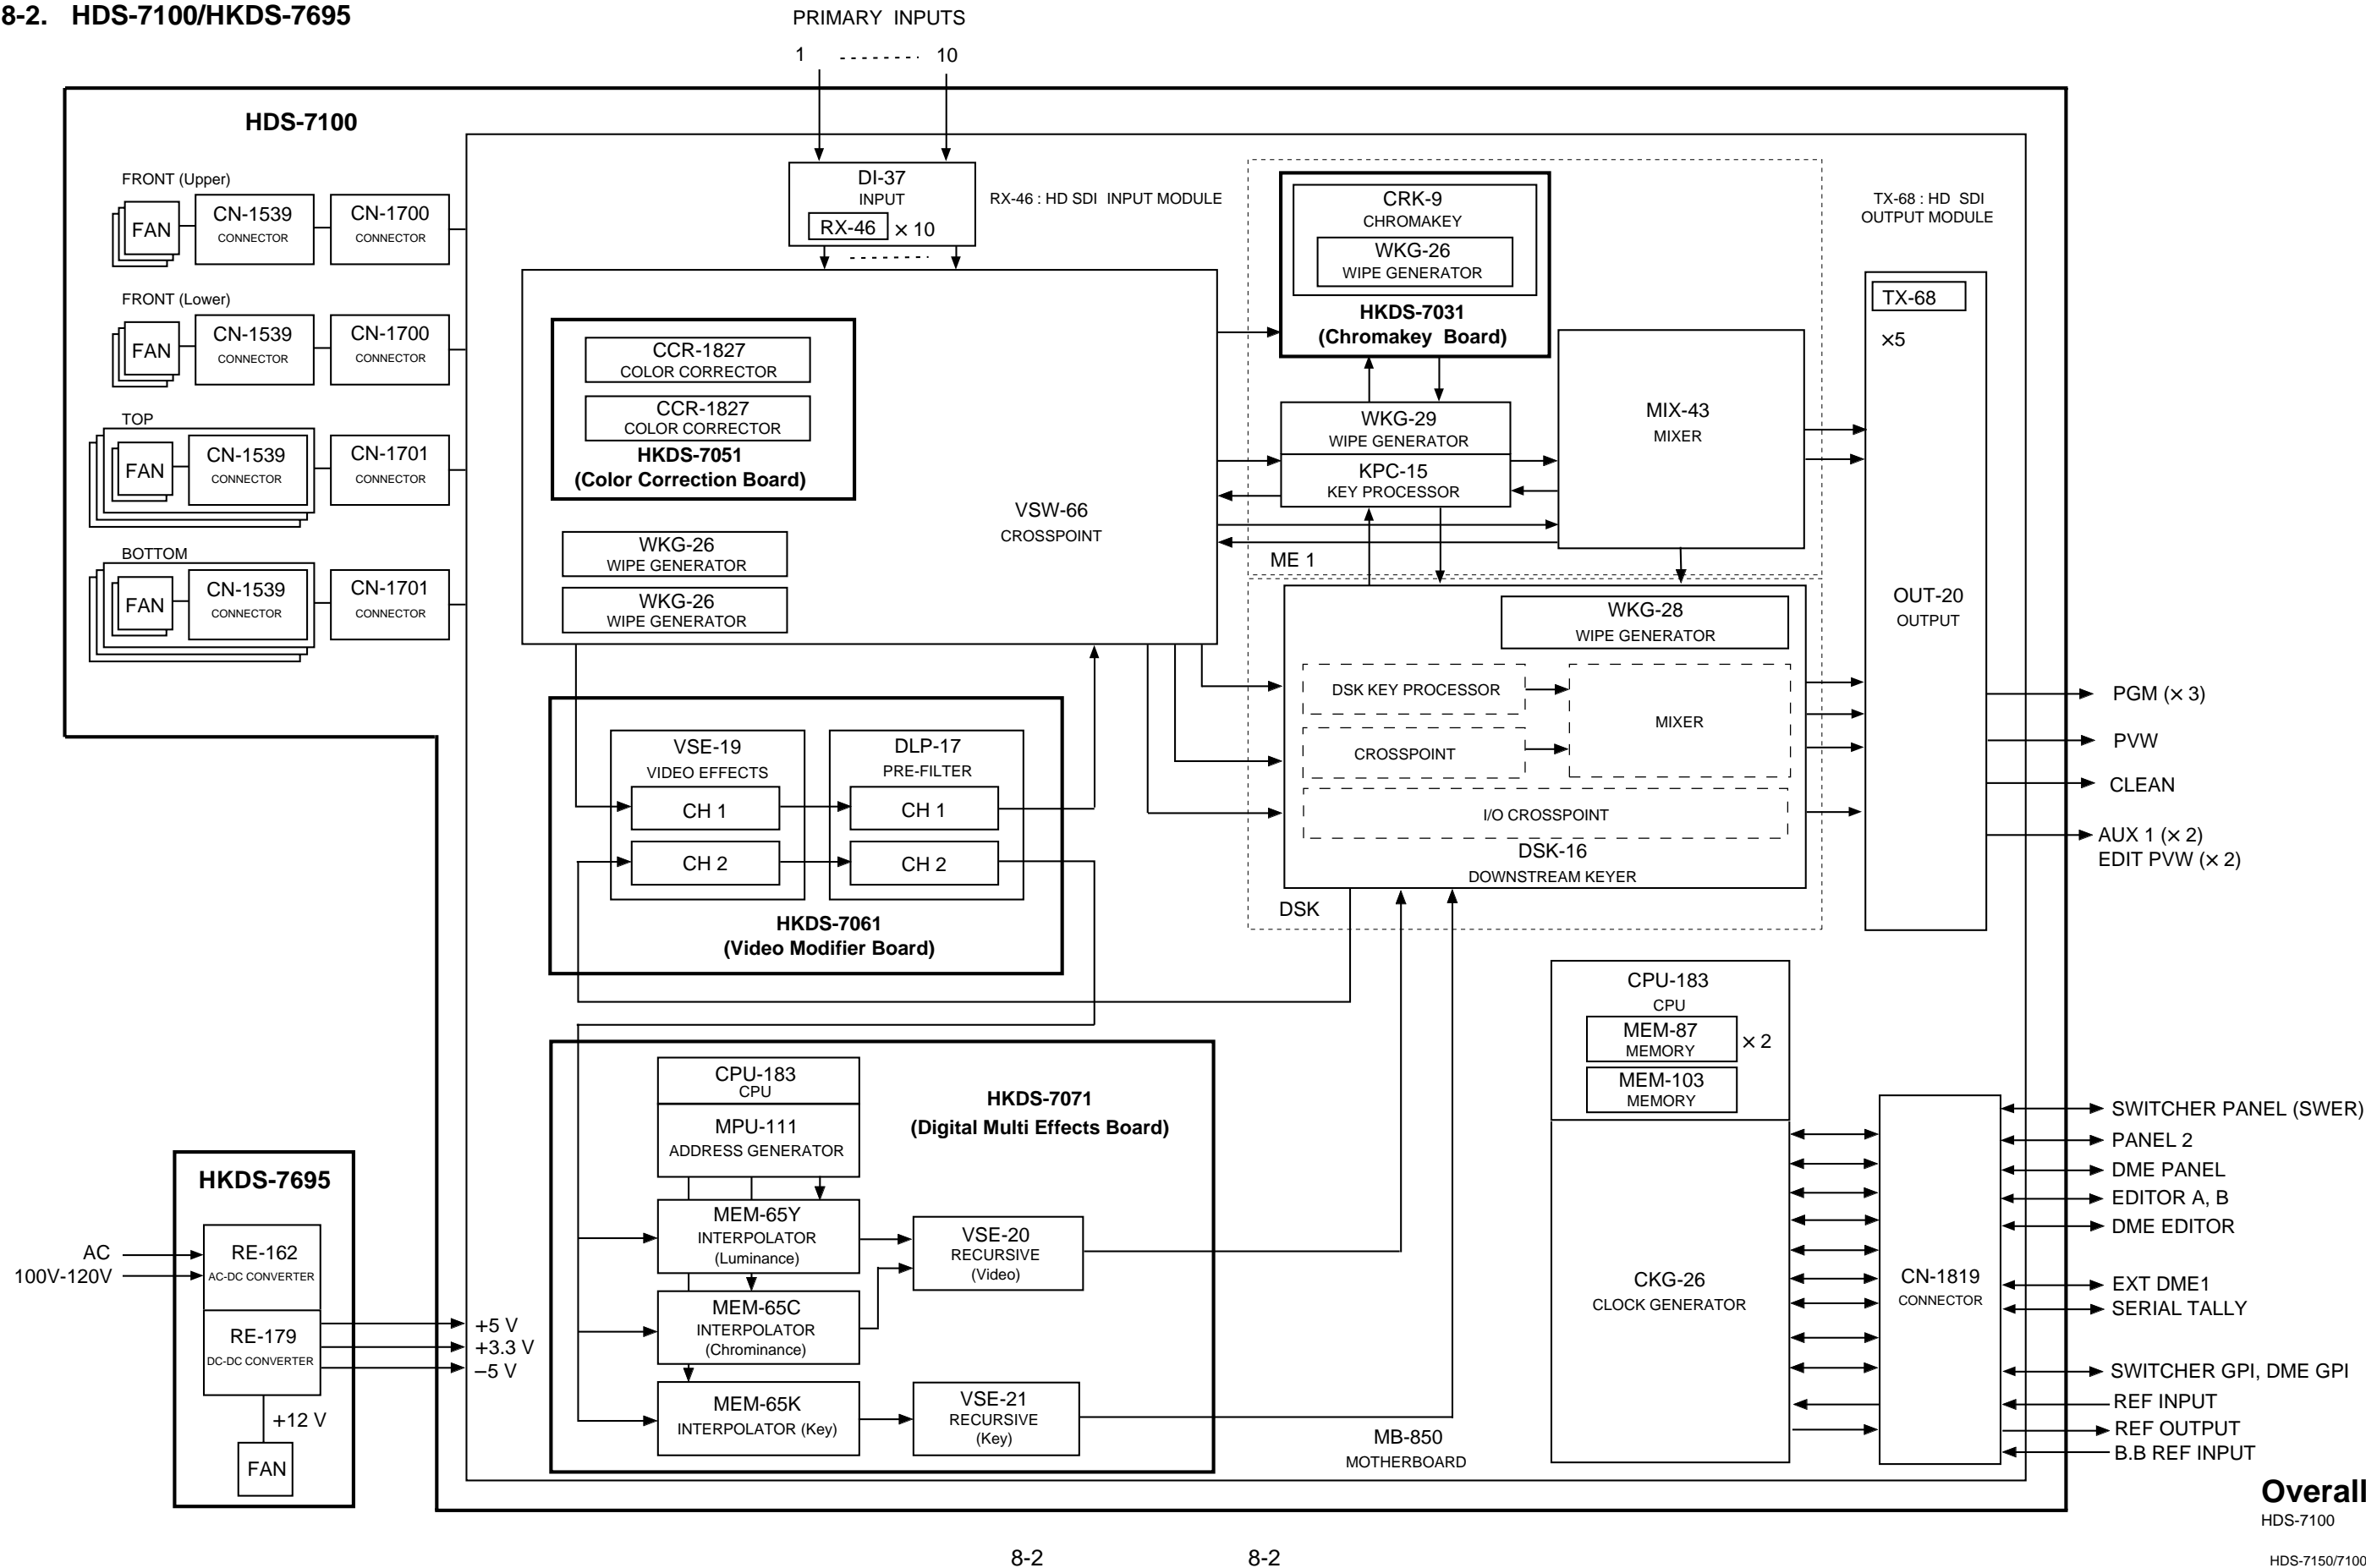 8-2. HDS-7100/HKDS-7695
PRIMARY INPUTS
1 -------- 10
HDS-7100
FRONT (Upper)
FAN
CN-1539
CONNECTOR
CN-1700
CONNECTOR
FRONT (Lower)
FAN
CN-1539
CONNECTOR
CN-1700
CONNECTOR
TOP
FAN
CN-1539
CONNECTOR
CN-1701
CONNECTOR
BOTTOM
FAN
CN-1539
CONNECTOR
CN-1701
CONNECTOR
DI-37
INPUT
RX-46 × 10
RX-46 : HD SDI INPUT MODULE
CCR-1827
COLOR CORRECTOR
CCR-1827
COLOR CORRECTOR
HKDS-7051
(Color Correction Board)
WKG-26
WIPE GENERATOR
WKG-26
WIPE GENERATOR
VSW-66
CROSSPOINT
CRK-9
CHROMAKEY
WKG-26
WIPE GENERATOR
HKDS-7031
(Chromakey Board)
WKG-29
WIPE GENERATOR
KPC-15
KEY PROCESSOR
MIX-43
MIXER
ME 1
TX-68 : HD SDI
OUTPUT MODULE
TX-68
×5
OUT-20
OUTPUT
WKG-28
WIPE GENERATOR
DSK KEY PROCESSOR
MIXER
CROSSPOINT
I/O CROSSPOINT
DSK-16
DOWNSTREAM KEYER
DSK
PGM (× 3)
PVW
CLEAN
AUX 1 (× 2)
EDIT PVW (× 2)
VSE-19
VIDEO EFFECTS
CH 1
CH 2
DLP-17
PRE-FILTER
CH 1
CH 2
HKDS-7061
(Video Modifier Board)
CPU-183
CPU
MPU-111
ADDRESS GENERATOR
HKDS-7071
(Digital Multi Effects Board)
MEM-65Y
INTERPOLATOR
(Luminance)
MEM-65C
INTERPOLATOR
(Chrominance)
MEM-65K
INTERPOLATOR (Key)
VSE-20
RECURSIVE
(Video)
VSE-21
RECURSIVE
(Key)
MB-850
MOTHERBOARD
CPU-183
CPU
MEM-87
MEMORY
× 2
MEM-103
MEMORY
CKG-26
CLOCK GENERATOR
CN-1819
CONNECTOR
SWITCHER PANEL (SWER)
PANEL 2
DME PANEL
EDITOR A, B
DME EDITOR
EXT DME1
SERIAL TALLY
SWITCHER GPI, DME GPI
REF INPUT
REF OUTPUT
B.B REF INPUT
HKDS-7695
AC
100V-120V
RE-162
AC-DC CONVERTER
RE-179
DC-DC CONVERTER
+5 V
+3.3 V
−5 V
+12 V
FAN
Overall
HDS-7100
8-2 8-2
HDS-7150/7100